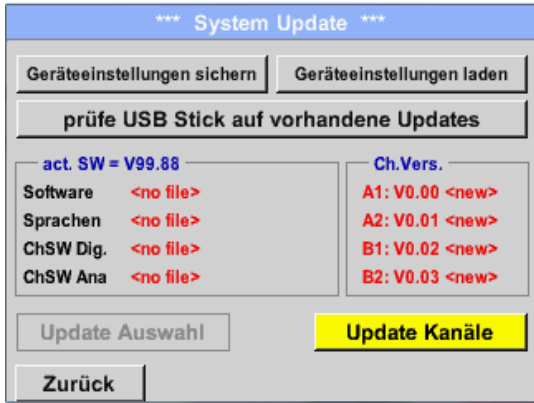 *** System Update ***
Geräteeinstellungen sichern Geräteeinstellungen laden
prüfe USB Stick auf vorhandene Updates
act. SW = V99.88
Software <no file>
Sprachen <no file>
ChSW Dig. <no file>
ChSW Ana <no file>
Ch.Vers.
A1: V0.00 <new>
A2: V0.01 <new>
B1: V0.02 <new>
B2: V0.03 <new>
Update Auswahl Update Kanäle
Zurück